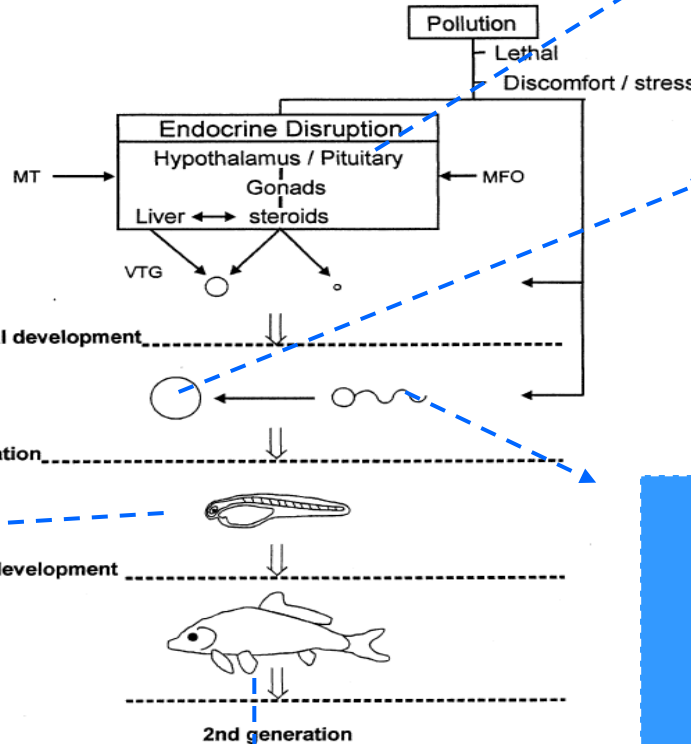 Pollution
Lethal
Discomfort / stress
Endocrine Disruption
Hypothalamus / Pituitary
MT
MFO
Gonads
Liver steroids
VTG
l development
ation
development
2nd generation